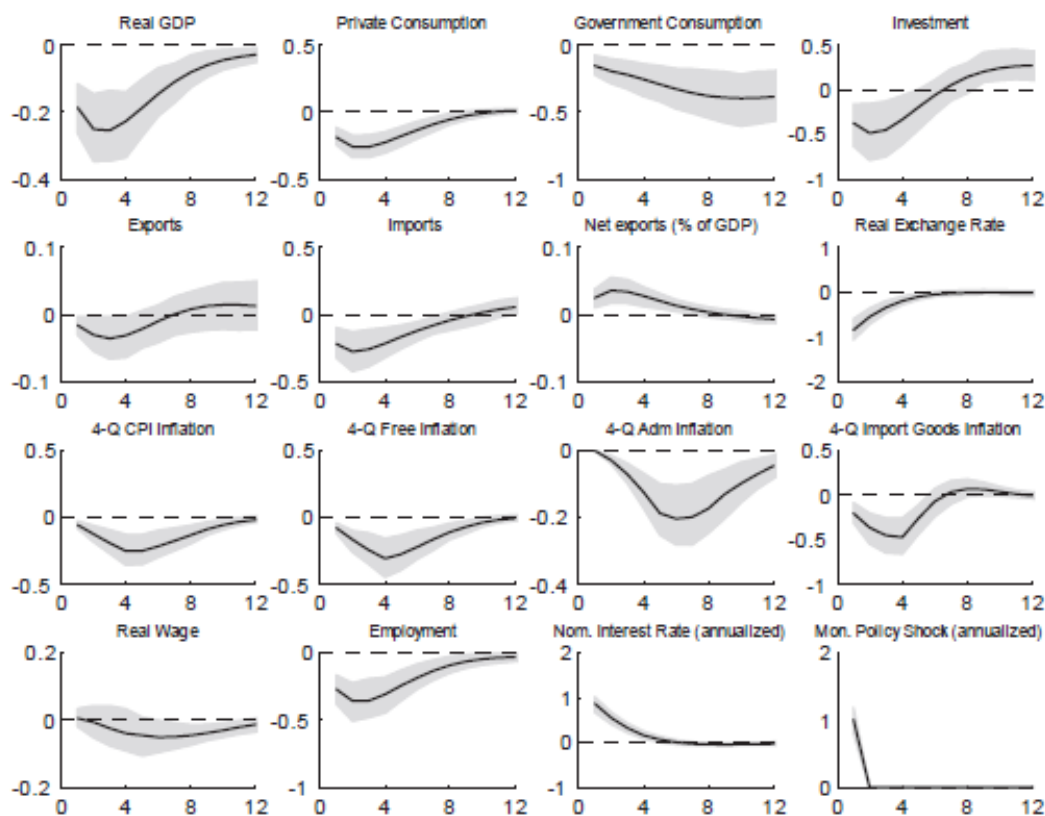 Real GDP
Private Consumption
Government Consumption
Investment
0
-0.2
-0.4
0 4 8 12
0.5
0
-0.5
0 4 8 12
0
-0.5
-1
0 4 8 12
0.5
0
-0.5
-1
0 4 8 12
Exports
Imports
Net exports (% of GDP)
Real Exchange Rate
0.1
0
-0.1
0 4 8 12
0.5
0
-0.5
0 4 8 12
0.1
0
-0.1
0 4 8 12
1
0
-1
-2
0 4 8 12
4-Q CPI Inflation
4-Q Free Inflation
4-Q Adm Inflation
4-Q Import Goods Inflation
0.5
0
-0.5
0 4 8 12
0.5
0
-0.5
0 4 8 12
0
-0.2
-0.4
0 4 8 12
0.5
0
-0.5
-1
0 4 8 12
Real Wage
Employment
Nom. Interest Rate (annualized)
Mon. Policy Shock (annualized)
0.2
0
-0.2
0 4 8 12
0
-0.5
-1
0 4 8 12
2
1
0
-1
0 4 8 12
2
1
0
0 4 8 12